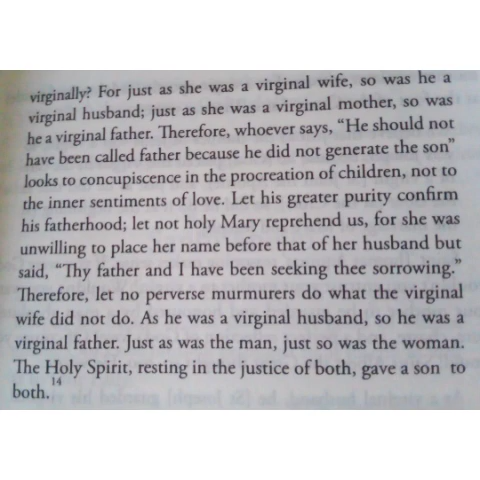 virginally? For just as she was a virginal wife, so was he a
virginal husband; just as she was a virginal mother, so was
he a virginal father. Therefore, whoever says, “He should not
have been called father because he did not generate the son”
looks to concupiscence in the procreation of children, not to
the inner sentiments of love. Let his greater purity confirm
his fatherhood; let not holy Mary reprehend us, for she was
unwilling to place her name before that of her husband but
said, “Thy father and I have been seeking thee sorrowing.”
Therefore, let no perverse murmurers do what the virginal
wife did not do. As he was a virginal husband, so he was a
virginal father. Just as was the man, just so was the woman.
The Holy Spirit, resting in the justice of both, gave a son to
both.14